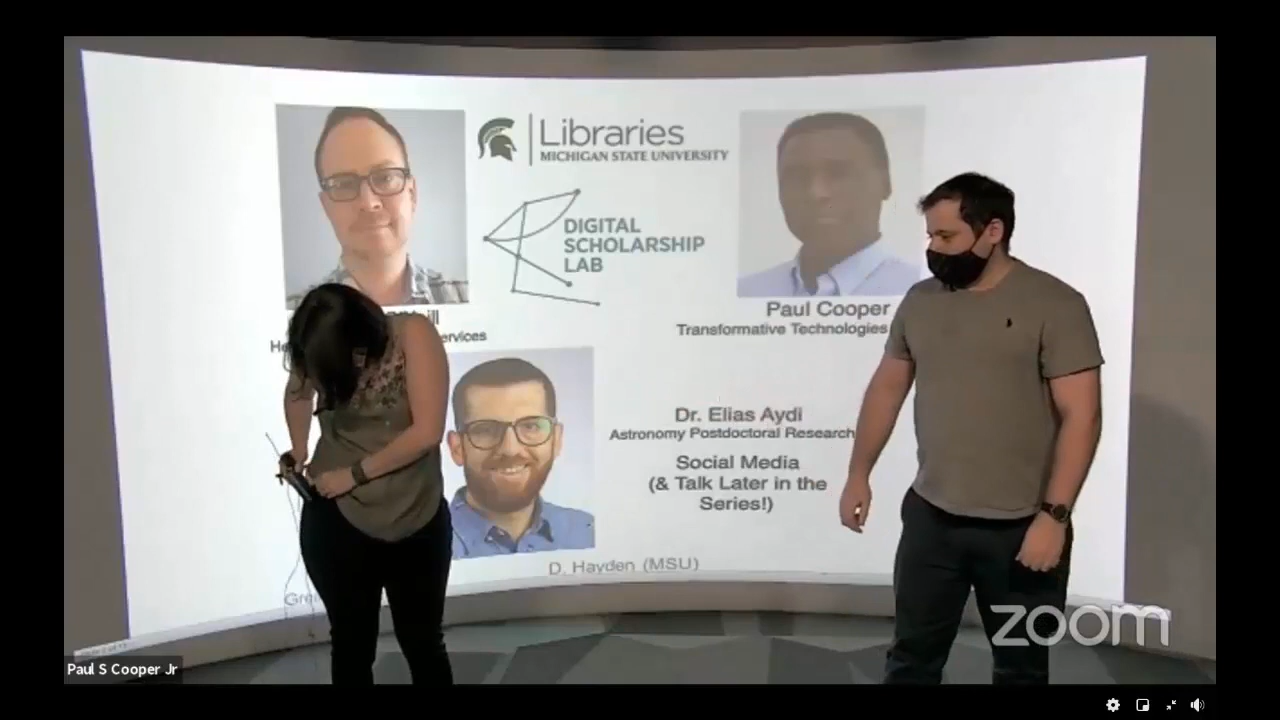 Libraries
MICHIGAN STATE UNIVERSITY
DIGITAL
SCHOLARSHIP
LAB
Paul Cooper
Transformative Technologies
Dr. Elias Aydi
Astronomy Postdoctoral Research
Social Media
(& Talk Later in the
Series!)
D. Hayden (MSU)
zoom
Paul S Cooper Jr